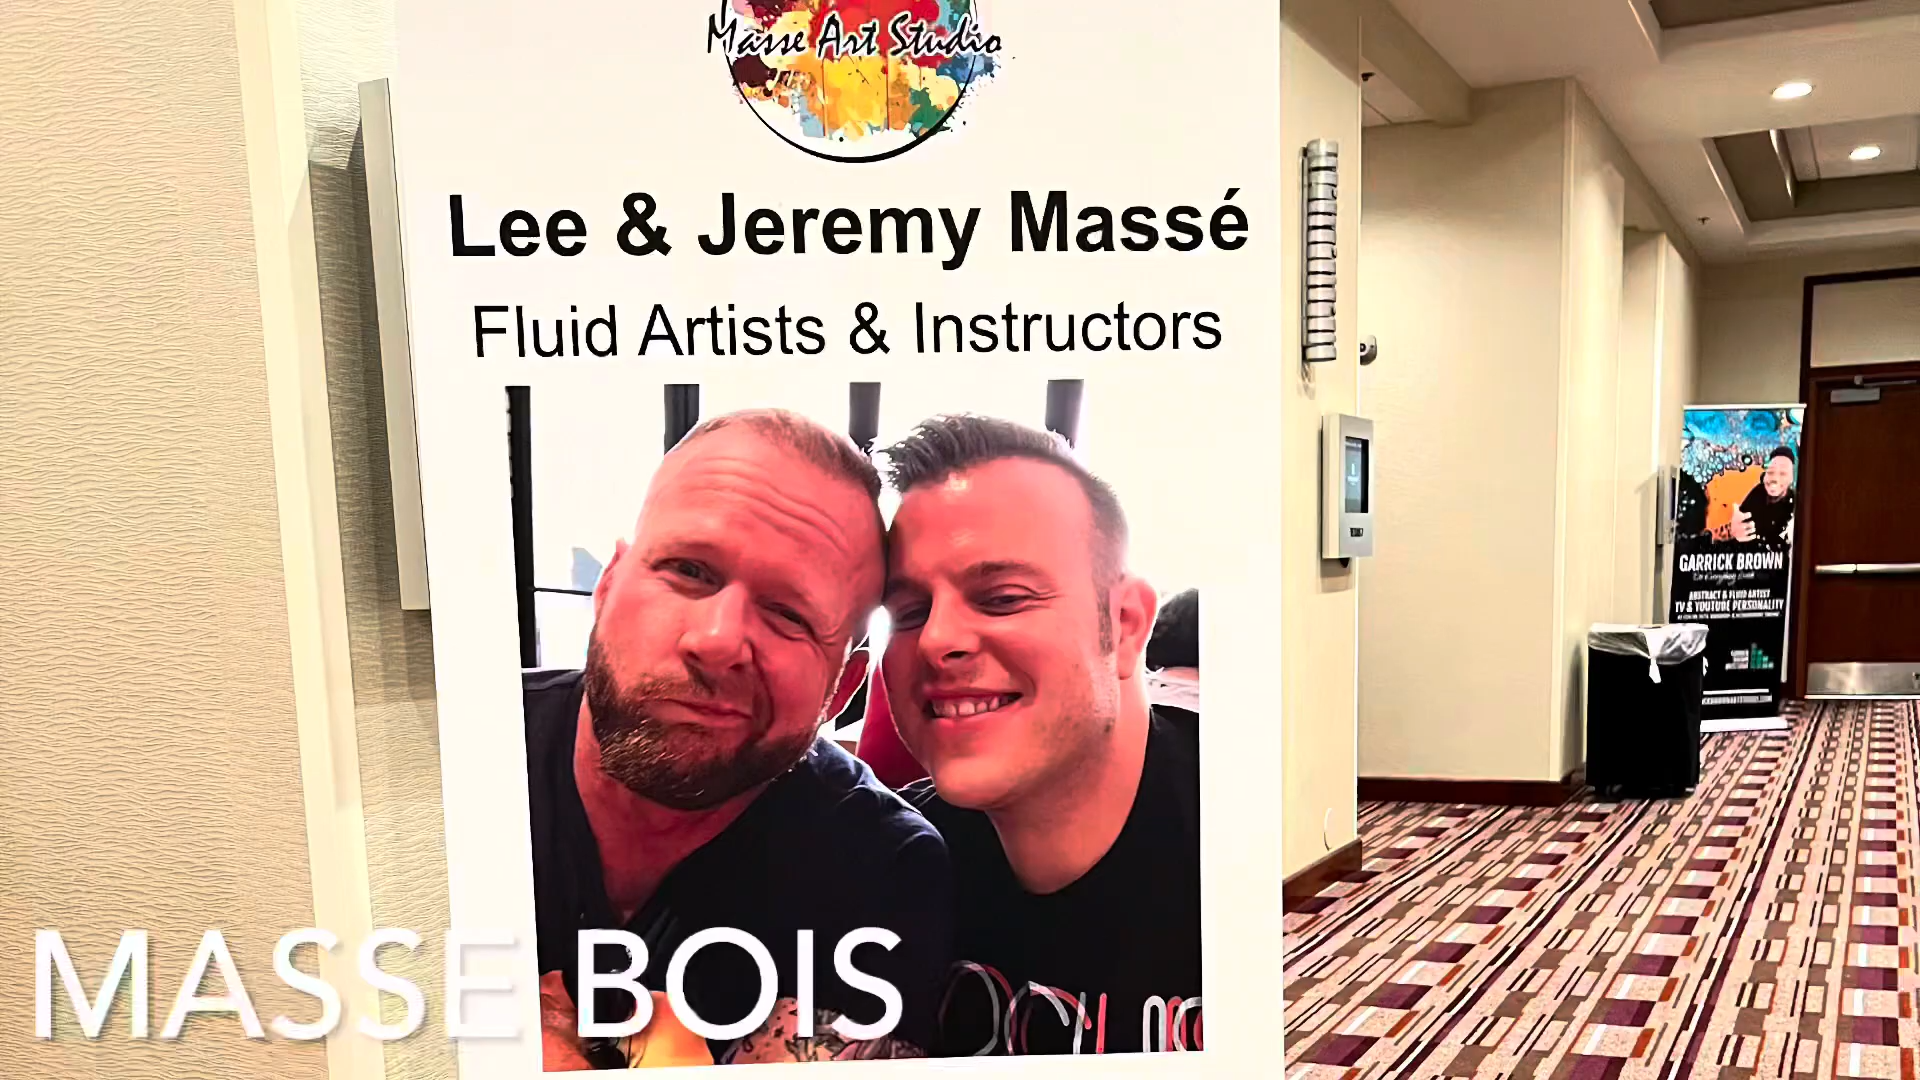 Masse Art Studio
Lee & Jeremy Massé
Fluid Artists & Instructors
GARRICK BROWN
ABSTRACT & FLUID ARTIST
TV & YOUTUBE PERSONALITY
MASSE BOIS